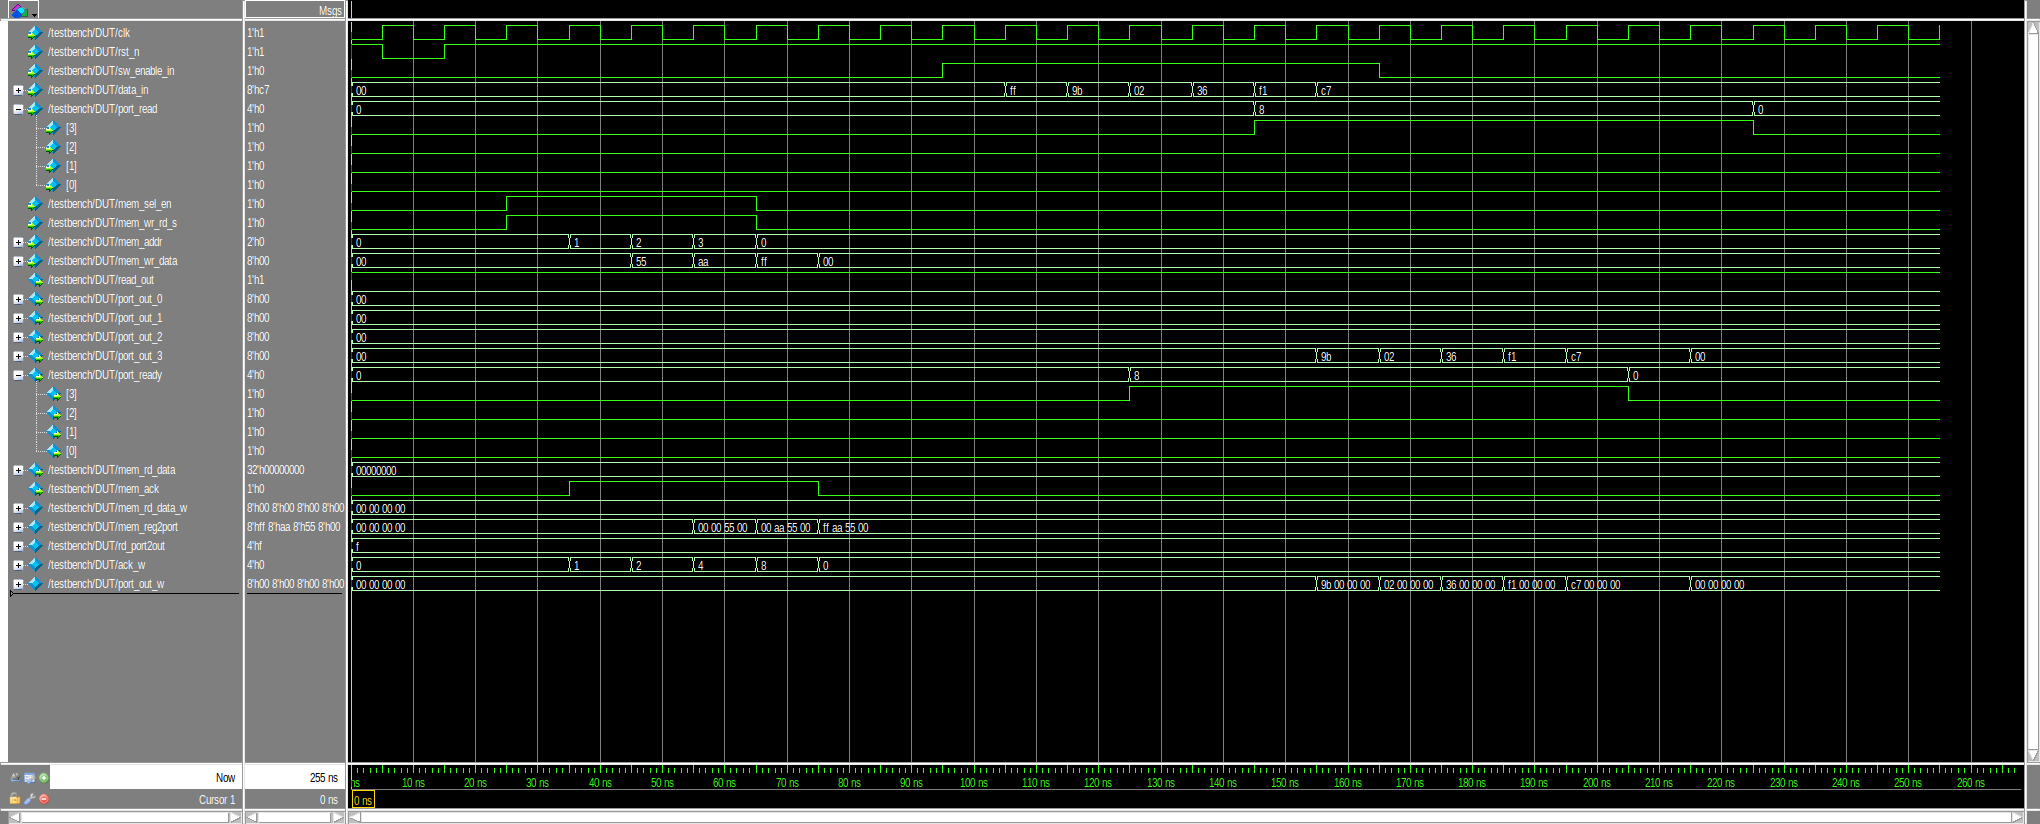 Msgs
/testbench/DUT/clk 1'h1
/testbench/DUT/rst_n 1'h1
/testbench/DUT/sw_enable_in 1'h0
/testbench/DUT/data_in 8'hc7 00 ff 9b 02 36 f1 c7
/testbench/DUT/port_read 4'h0 0 8 0
[3] 1'h0
[2] 1'h0
[1] 1'h0
[0] 1'h0
/testbench/DUT/mem_sel_en 1'h0
/testbench/DUT/mem_wr_rd_s 1'h0
/testbench/DUT/mem_addr 2'h0 0 1 2 3 0
/testbench/DUT/mem_wr_data 8'h00 00 55 aa ff 00
/testbench/DUT/read_out 1'h1
/testbench/DUT/port_out_0 8'h00 00
/testbench/DUT/port_out_1 8'h00 00
/testbench/DUT/port_out_2 8'h00 00
/testbench/DUT/port_out_3 8'h00 00 9b 02 36 f1 c7 00
/testbench/DUT/port_ready 4'h0 0 8 0
[3] 1'h0
[2] 1'h0
[1] 1'h0
[0] 1'h0
/testbench/DUT/mem_rd_data 32'h00000000 00000000
/testbench/DUT/mem_ack 1'h0
/testbench/DUT/mem_rd_data_w 8'h00 8'h00 8'h00 8'h00 00 00 00 00
/testbench/DUT/mem_reg2port 8'hff 8'haa 8'h55 8'h00 00 00 00 00 00 00 55 00 00 aa 55 00 ff aa 55 00
/testbench/DUT/rd_port2out 4'hf f
/testbench/DUT/ack_w 4'h0 0 1 2 4 8 0
/testbench/DUT/port_out_w 8'h00 8'h00 8'h00 8'h00 00 00 00 00 9b 00 00 00 02 00 00 00 36 00 00 00 f1 00 00 00 c7 00 00 00 00 00 00 00
Now 255 ns ns 10 ns 20 ns 30 ns 40 ns 50 ns 60 ns 70 ns 80 ns 90 ns 100 ns 110 ns 120 ns 130 ns 140 ns 150 ns 160 ns 170 ns 180 ns 190 ns 200 ns 210 ns 220 ns 230 ns 240 ns 250 ns 260 ns
Cursor 1 0 ns 0 ns